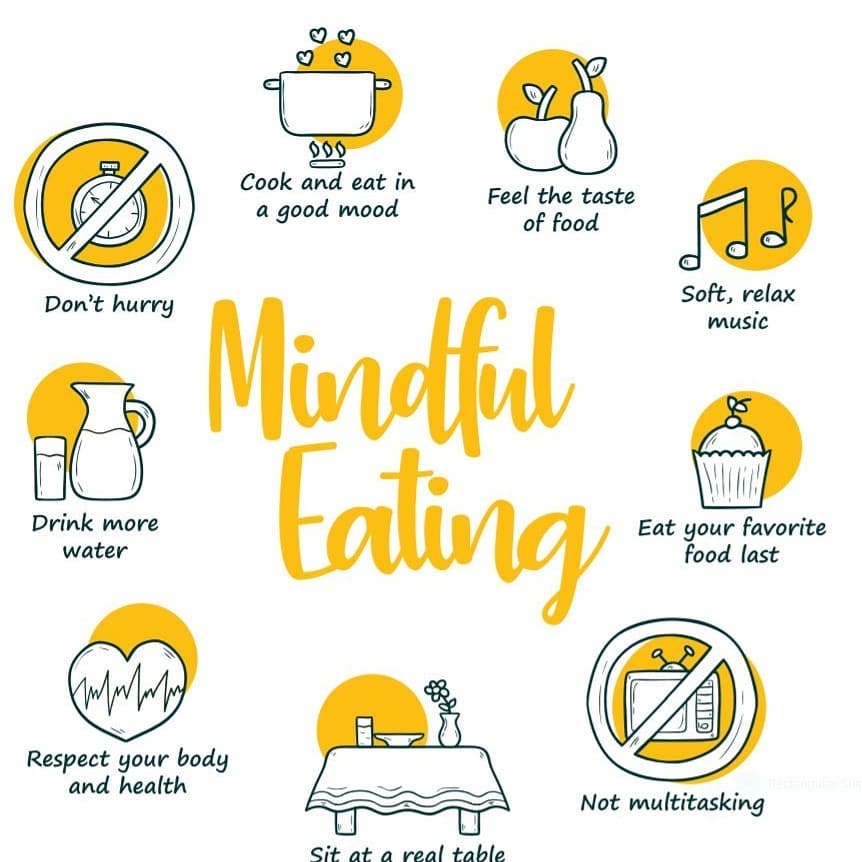 Mindful
Eating
Cook and eat in
a good mood
Feel the taste
of food
Soft, relax
music
Eat your favorite
food last
Not multitasking
Sit at a real table
Respect your body
and health
Drink more
water
Don't hurry